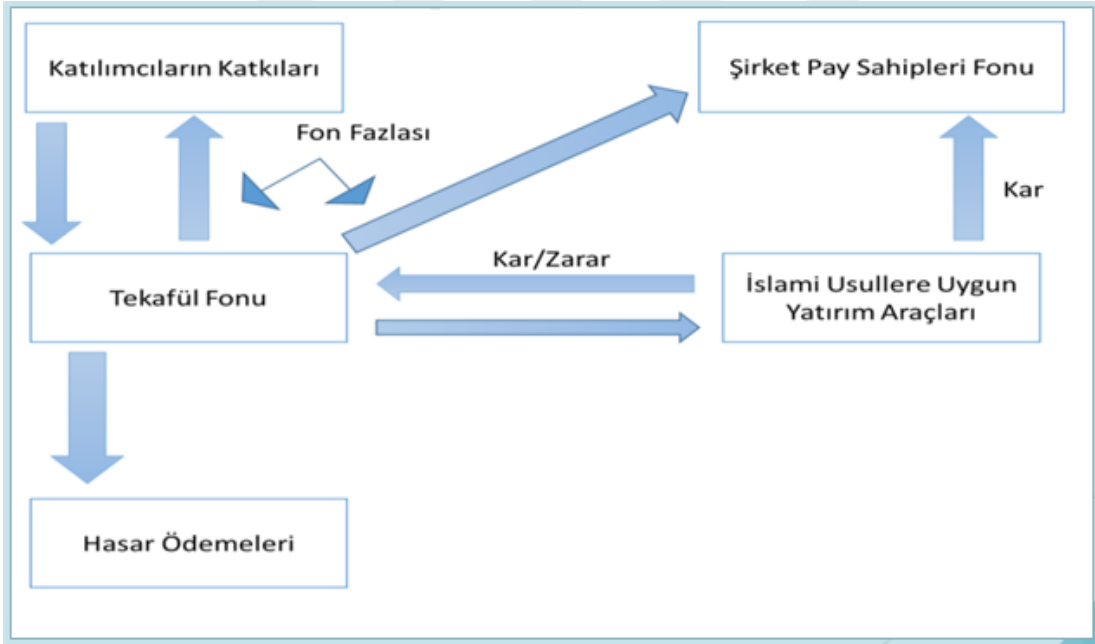 Katılımcıların Katkıları
Şirket Pay Sahipleri Fonu
Fon Fazlası
Kar
Kar/Zarar
Tekafül Fonu
İslami Usullere Uygun
Yatırım Araçları
Hasar Ödemeleri